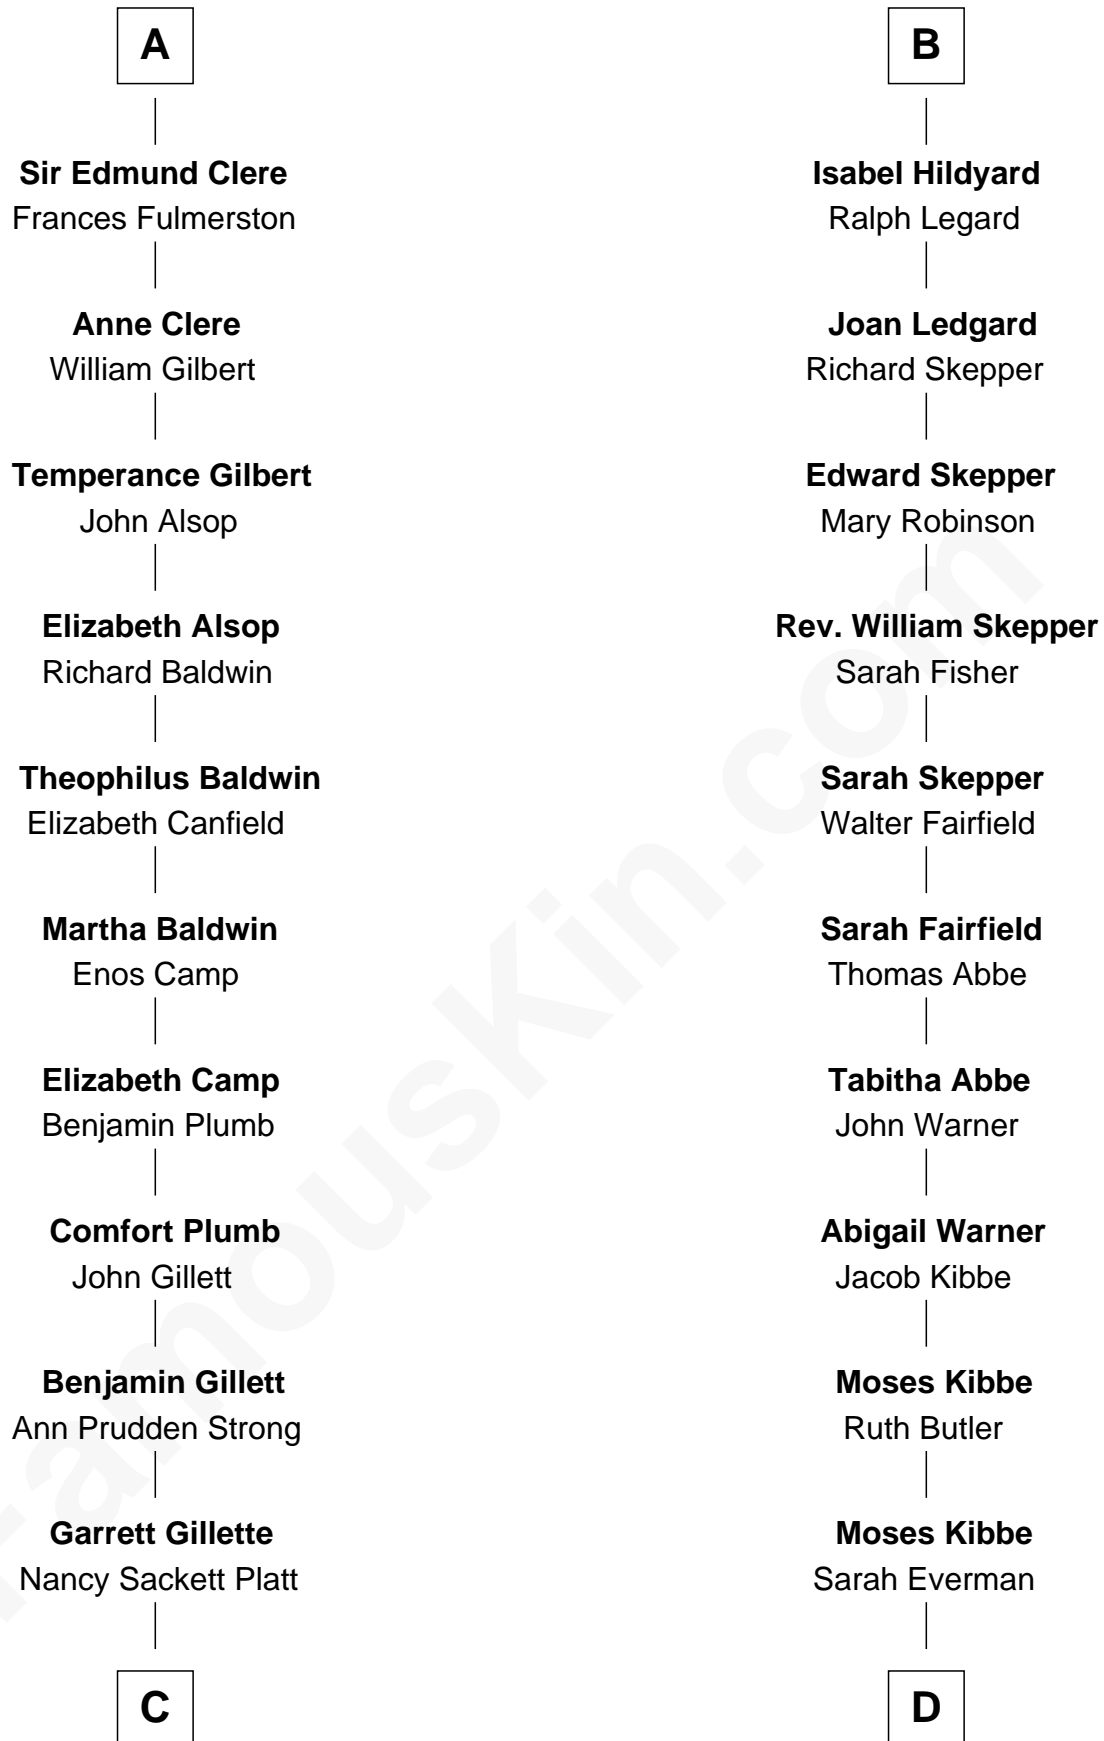 A
Sir Edmund Clere
Frances Fulmerston
Anne Clere
William Gilbert
Temperance Gilbert
John Alsop
Elizabeth Alsop
Richard Baldwin
Theophilus Baldwin
Elizabeth Canfield
Martha Baldwin
Enos Camp
Elizabeth Camp
Benjamin Plumb
Comfort Plumb
John Gillett
Benjamin Gillett
Ann Prudden Strong
Garrett Gillette
Nancy Sackett Platt
C
B
Isabel Hildyard
Ralph Legard
Joan Ledgard
Richard Skepper
Edward Skepper
Mary Robinson
Rev. William Skepper
Sarah Fisher
Sarah Skepper
Walter Fairfield
Sarah Fairfield
Thomas Abbe
Tabitha Abbe
John Warner
Abigail Warner
Jacob Kibbe
Moses Kibbe
Ruth Butler
Moses Kibbe
Sarah Everman
D
FamousKin.com